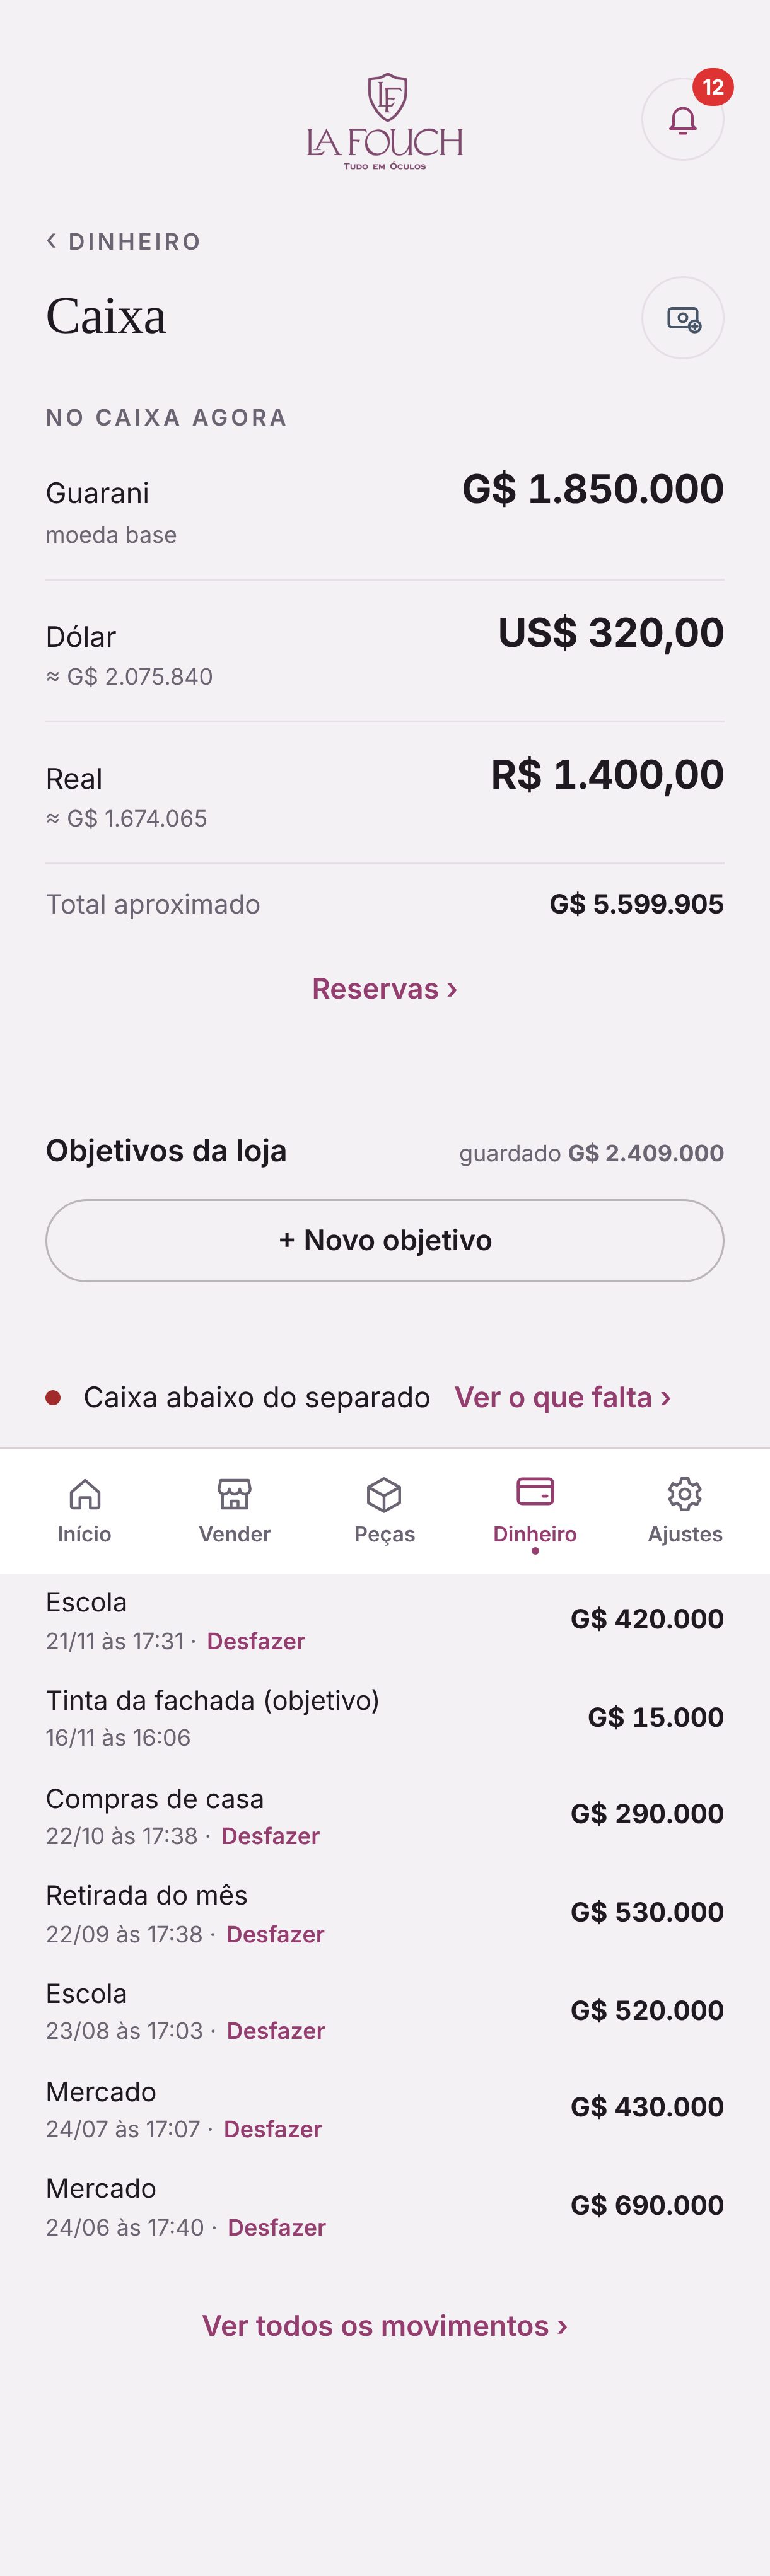 12
LF
LA FOUCH
TUDO EM ÓCULOS
‹ DINHEIRO
Caixa
NO CAIXA AGORA
Guarani
G$ 1.850.000
moeda base
Dólar
US$ 320,00
≈ G$ 2.075.840
Real
R$ 1.400,00
≈ G$ 1.674.065
Total aproximado
G$ 5.599.905
Reservas ›
Objetivos da loja
guardado G$ 2.409.000
+ Novo objetivo
Caixa abaixo do separado Ver o que falta ›
Início
Vender
Peças
Dinheiro
Ajustes
Escola
G$ 420.000
21/11 às 17:31 · Desfazer
Tinta da fachada (objetivo)
G$ 15.000
16/11 às 16:06
Compras de casa
G$ 290.000
22/10 às 17:38 · Desfazer
Retirada do mês
G$ 530.000
22/09 às 17:38 · Desfazer
Escola
G$ 520.000
23/08 às 17:03 · Desfazer
Mercado
G$ 430.000
24/07 às 17:07 · Desfazer
Mercado
G$ 690.000
24/06 às 17:40 · Desfazer
Ver todos os movimentos ›